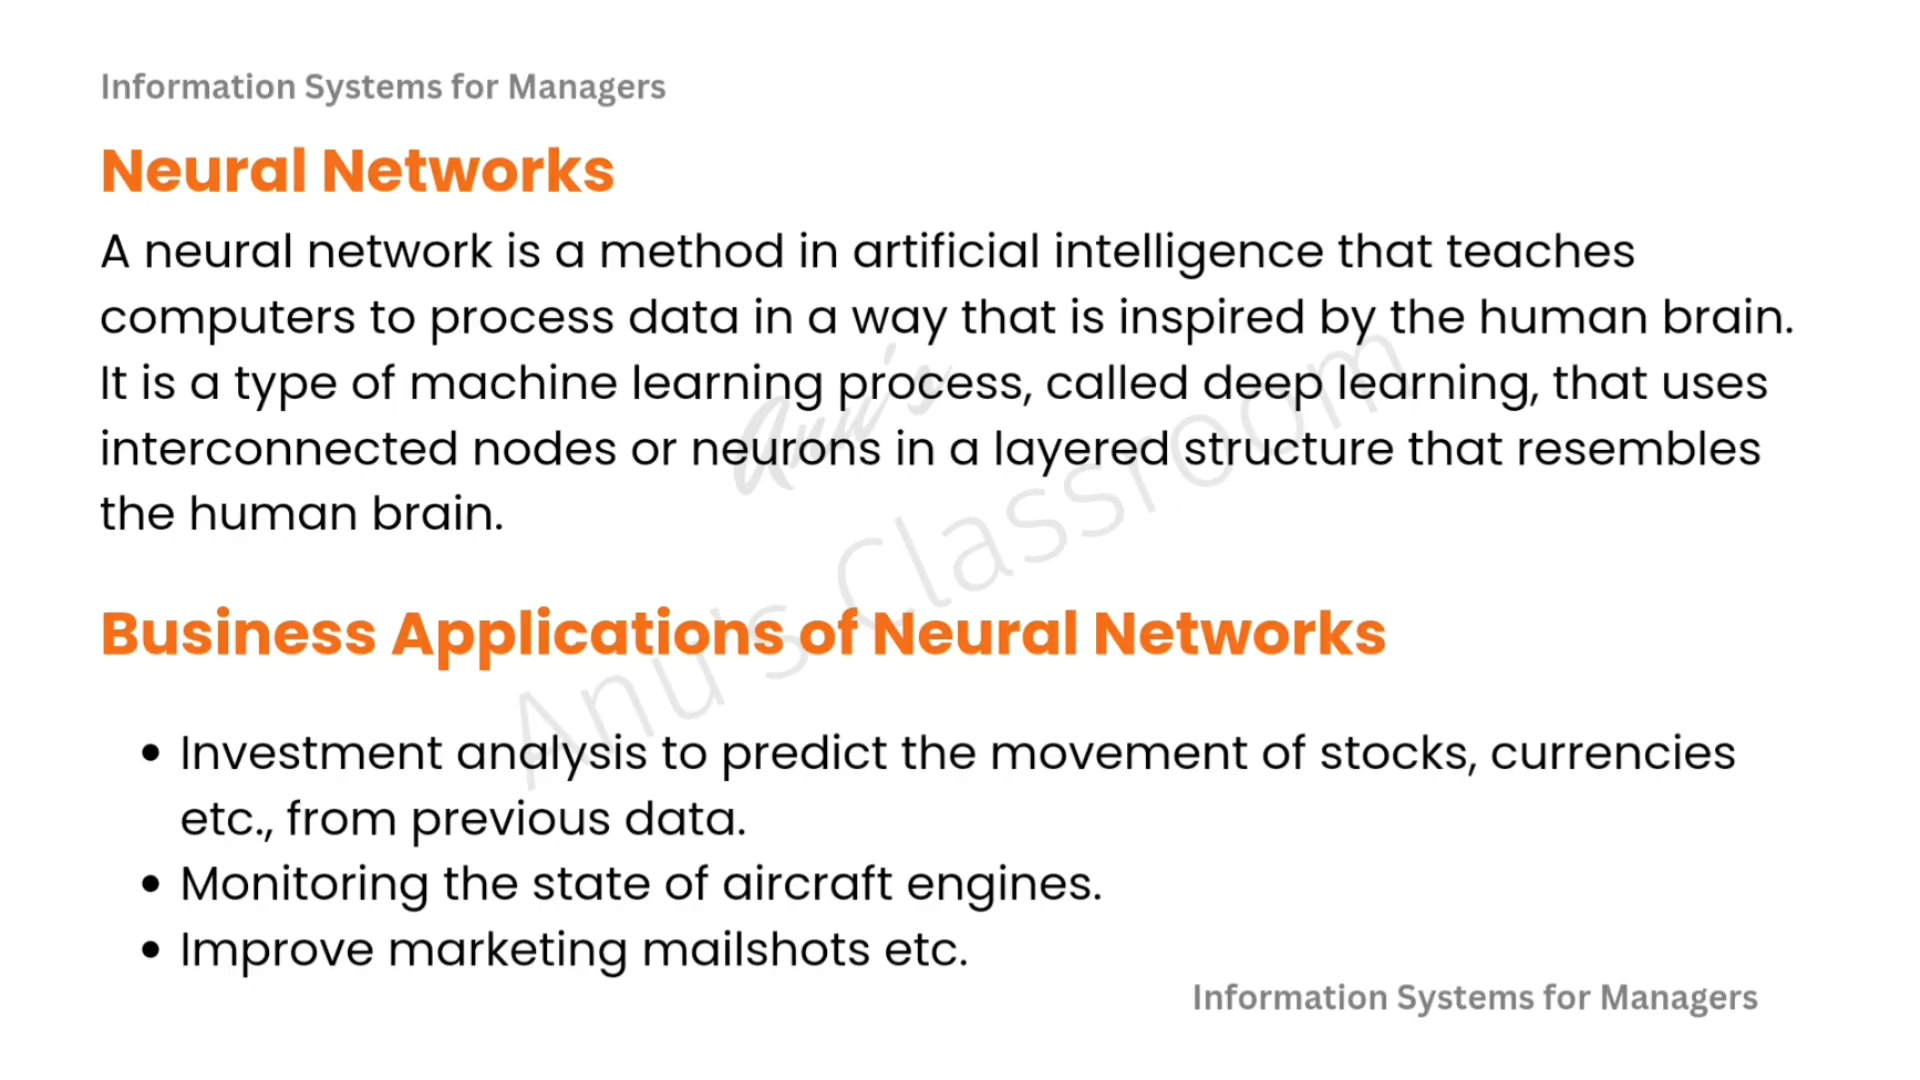 Information Systems for Managers
Neural Networks
A neural network is a method in artificial intelligence that teaches
computers to process data in a way that is inspired by the human brain.
It is a type of machine learning process, called deep learning, that uses
interconnected nodes or neurons in a layered structure that resembles
the human brain.
Anu's
Anu's Classroom
Business Applications of Neural Networks
• Investment analysis to predict the movement of stocks, currencies
etc., from previous data.
• Monitoring the state of aircraft engines.
• Improve marketing mailshots etc.
Information Systems for Managers